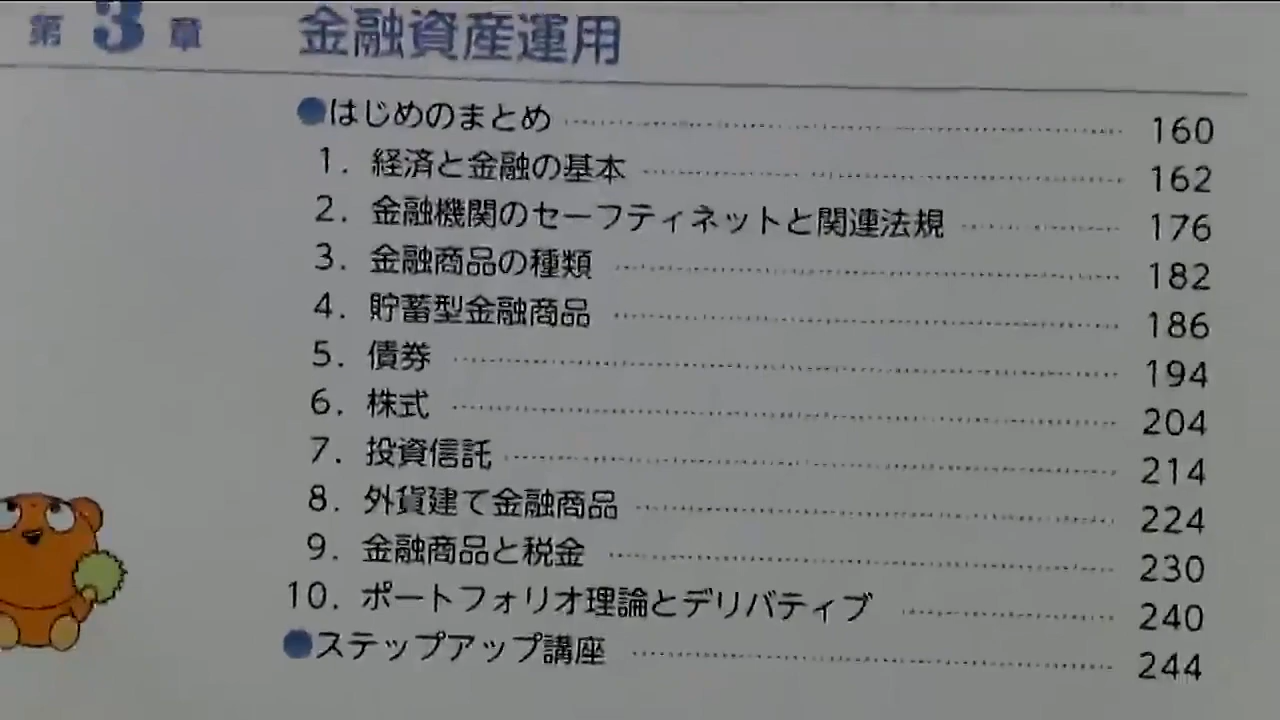 第3章 金融資産運用
●はじめのまとめ 160
1. 経済と金融の基本 162
2. 金融機関のセーフティネットと関連法規 176
3. 金融商品の種類 182
4. 貯蓄型金融商品 186
5. 債券 194
6. 株式 204
7. 投資信託 214
8. 外貨建て金融商品 224
9. 金融商品と税金 230
10. ポートフォリオ理論とデリバティブ 240
●ステップアップ講座 244